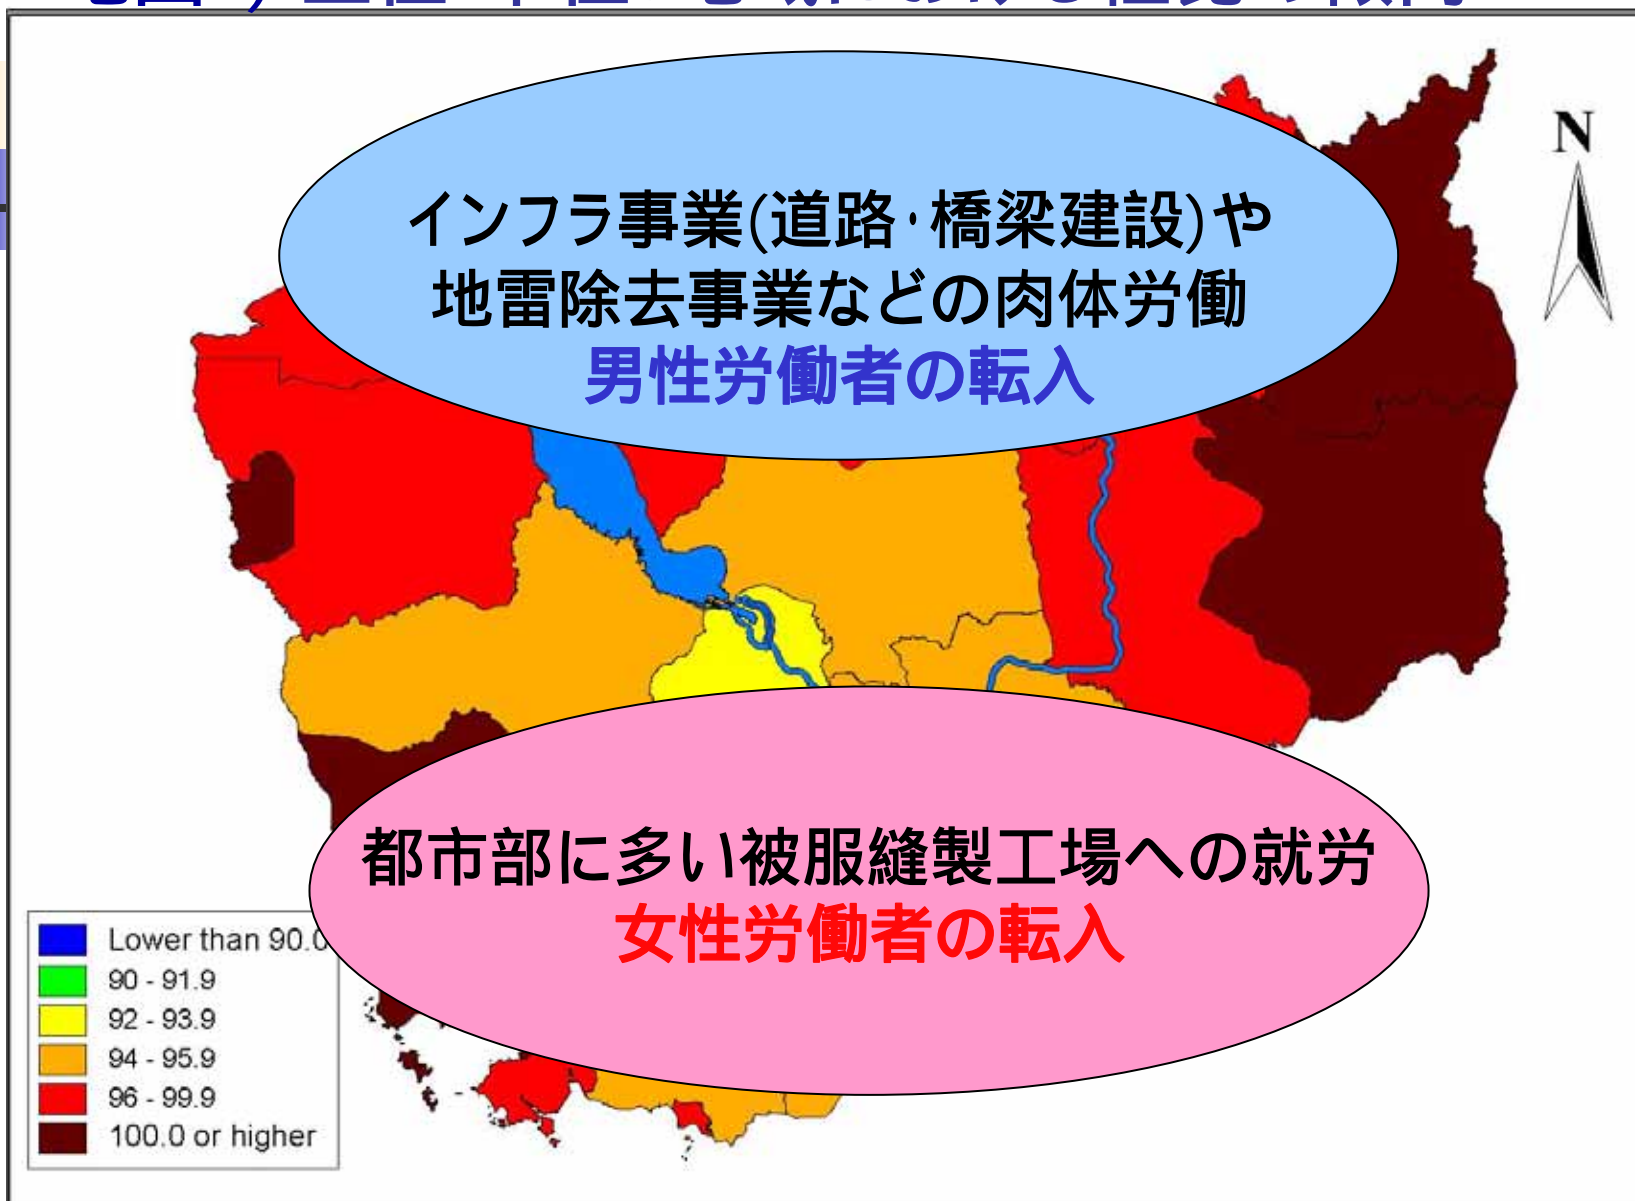 N
インフラ事業(道路・橋梁建設)や
地雷除去事業などの肉体労働
男性労働者の転入
都市部に多い被服縫製工場への就労
女性労働者の転入
Lower than 90.0
90 - 91.9
92 - 93.9
94 - 95.9
96 - 99.9
100.0 or higher